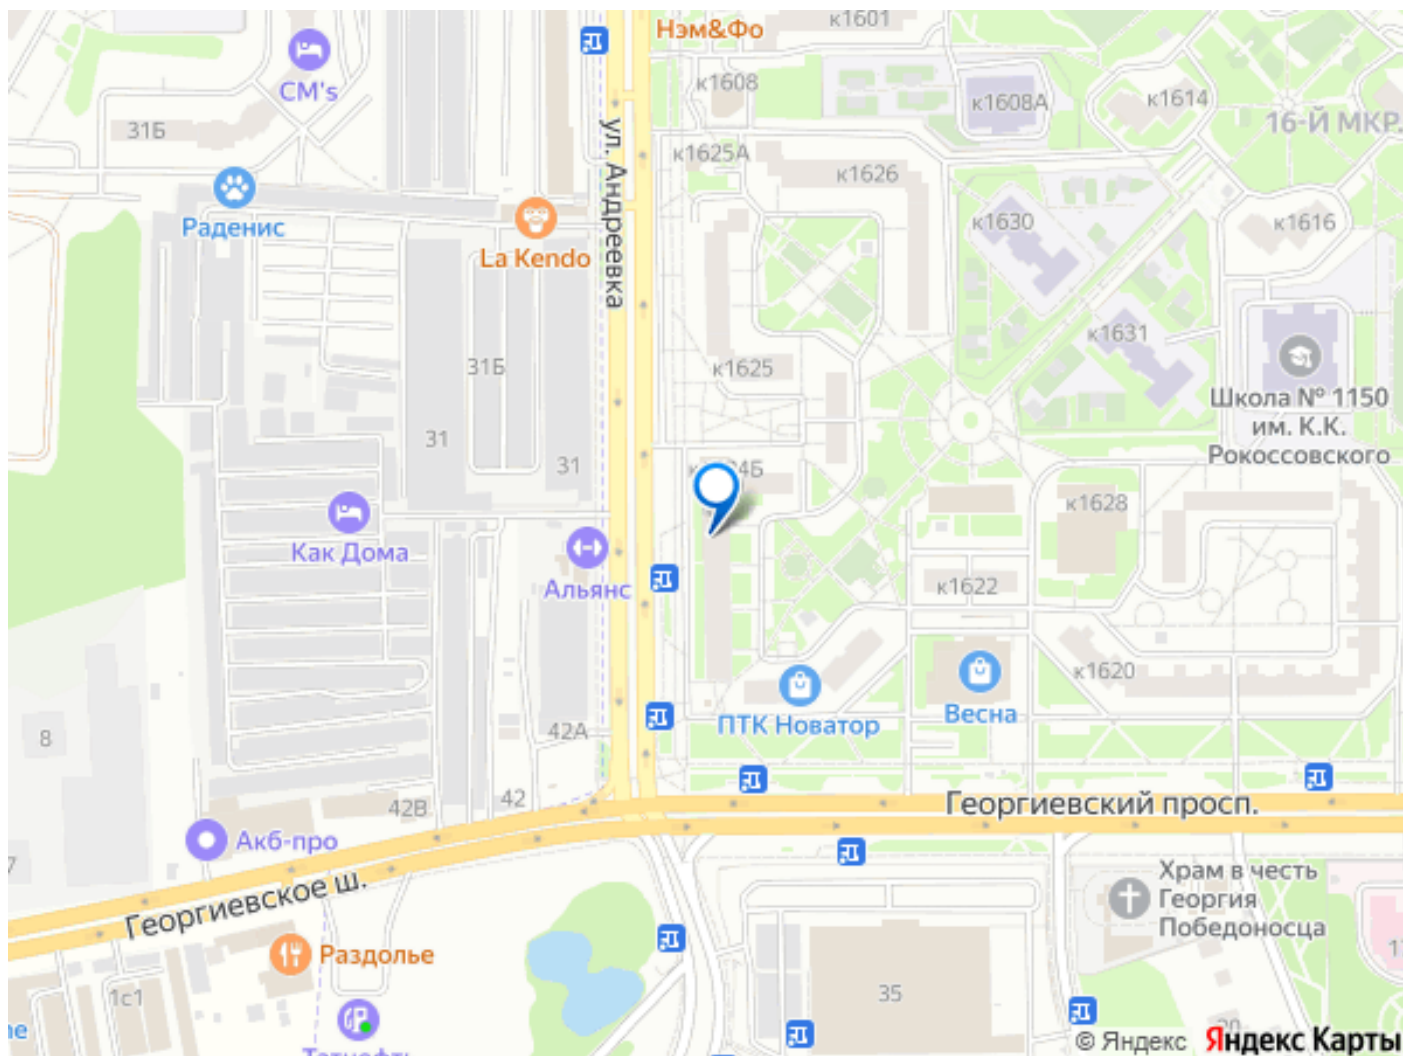 Нэм&Фо
к1601
CM's
к1608
к1608А
к1614
16-Й МКР.
31Б
ул. Андреевка
к1625А
к1626
Раденис
La Kendo
к1630
к1616
к1631
31Б
к1625
Школа № 1150
им. К.К.
Рокоссовского
31
31
к1628
Как Дома
Альянс
к1622
к1620
ПТК Новатор
Весна
8
42А
42В
42
Георгиевский просп.
Акб-про
Георгиевское ш.
Храм в честь
Георгия
Победоносца
Раздолье
1с1
35
© Яндекс
Яндекс Карты